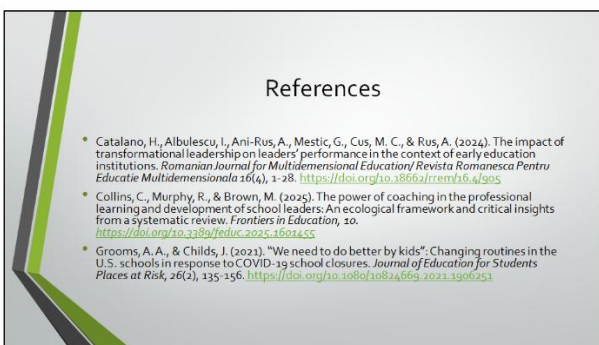 References
Catalano, H., Albulescu, I., Ani-Rus, A., Mestic, G., Cus, M. C., & Rus, A. (2024). The impact of
transformational leadership on leaders' performance in the context of early education
institutions. Romanian Journal for Multidemensional Education/ Revista Romanesca Pentru
Educatie Multidemensionala 16(4), 1-28. https://doi.org/10.18662/rrem/16.4/905
Collins, C., Murphy, R., & Brown, M. (2025). The power of coaching in the professional
learning and development of school leaders: An ecological framework and critical insights
from a systematic review. Frontiers in Education, 10.
https://doi.org/10.3389/feduc.2025.1601455
Grooms, A. A., & Childs, J. (2021). “We need to do better by kids”: Changing routines in the
U.S. schools in response to COVID-19 school closures. Journal of Education for Students
Places at Risk, 26(2), 135-156. https://doi.org/10.1080/10824669.2021.1906251